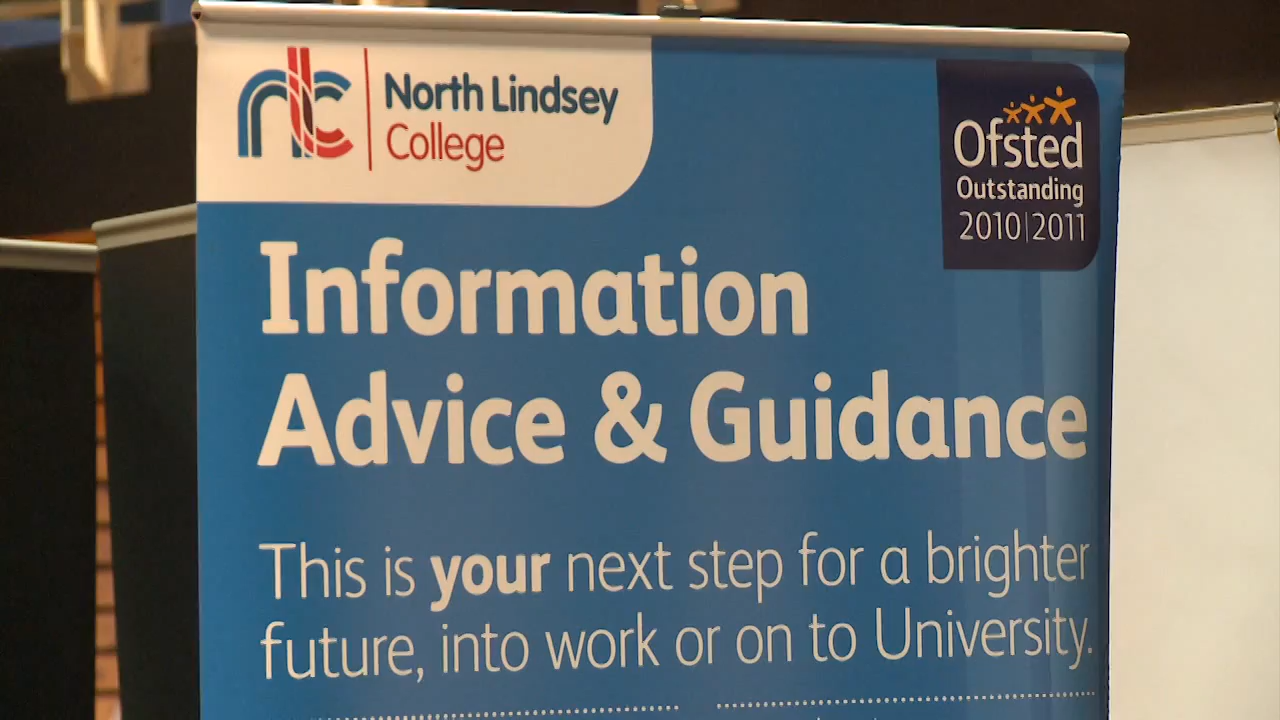 nlc
North Lindsey
College
Ofsted
Outstanding
2010|2011
Information
Advice & Guidance
This is your next step for a brighter
future, into work or on to University.